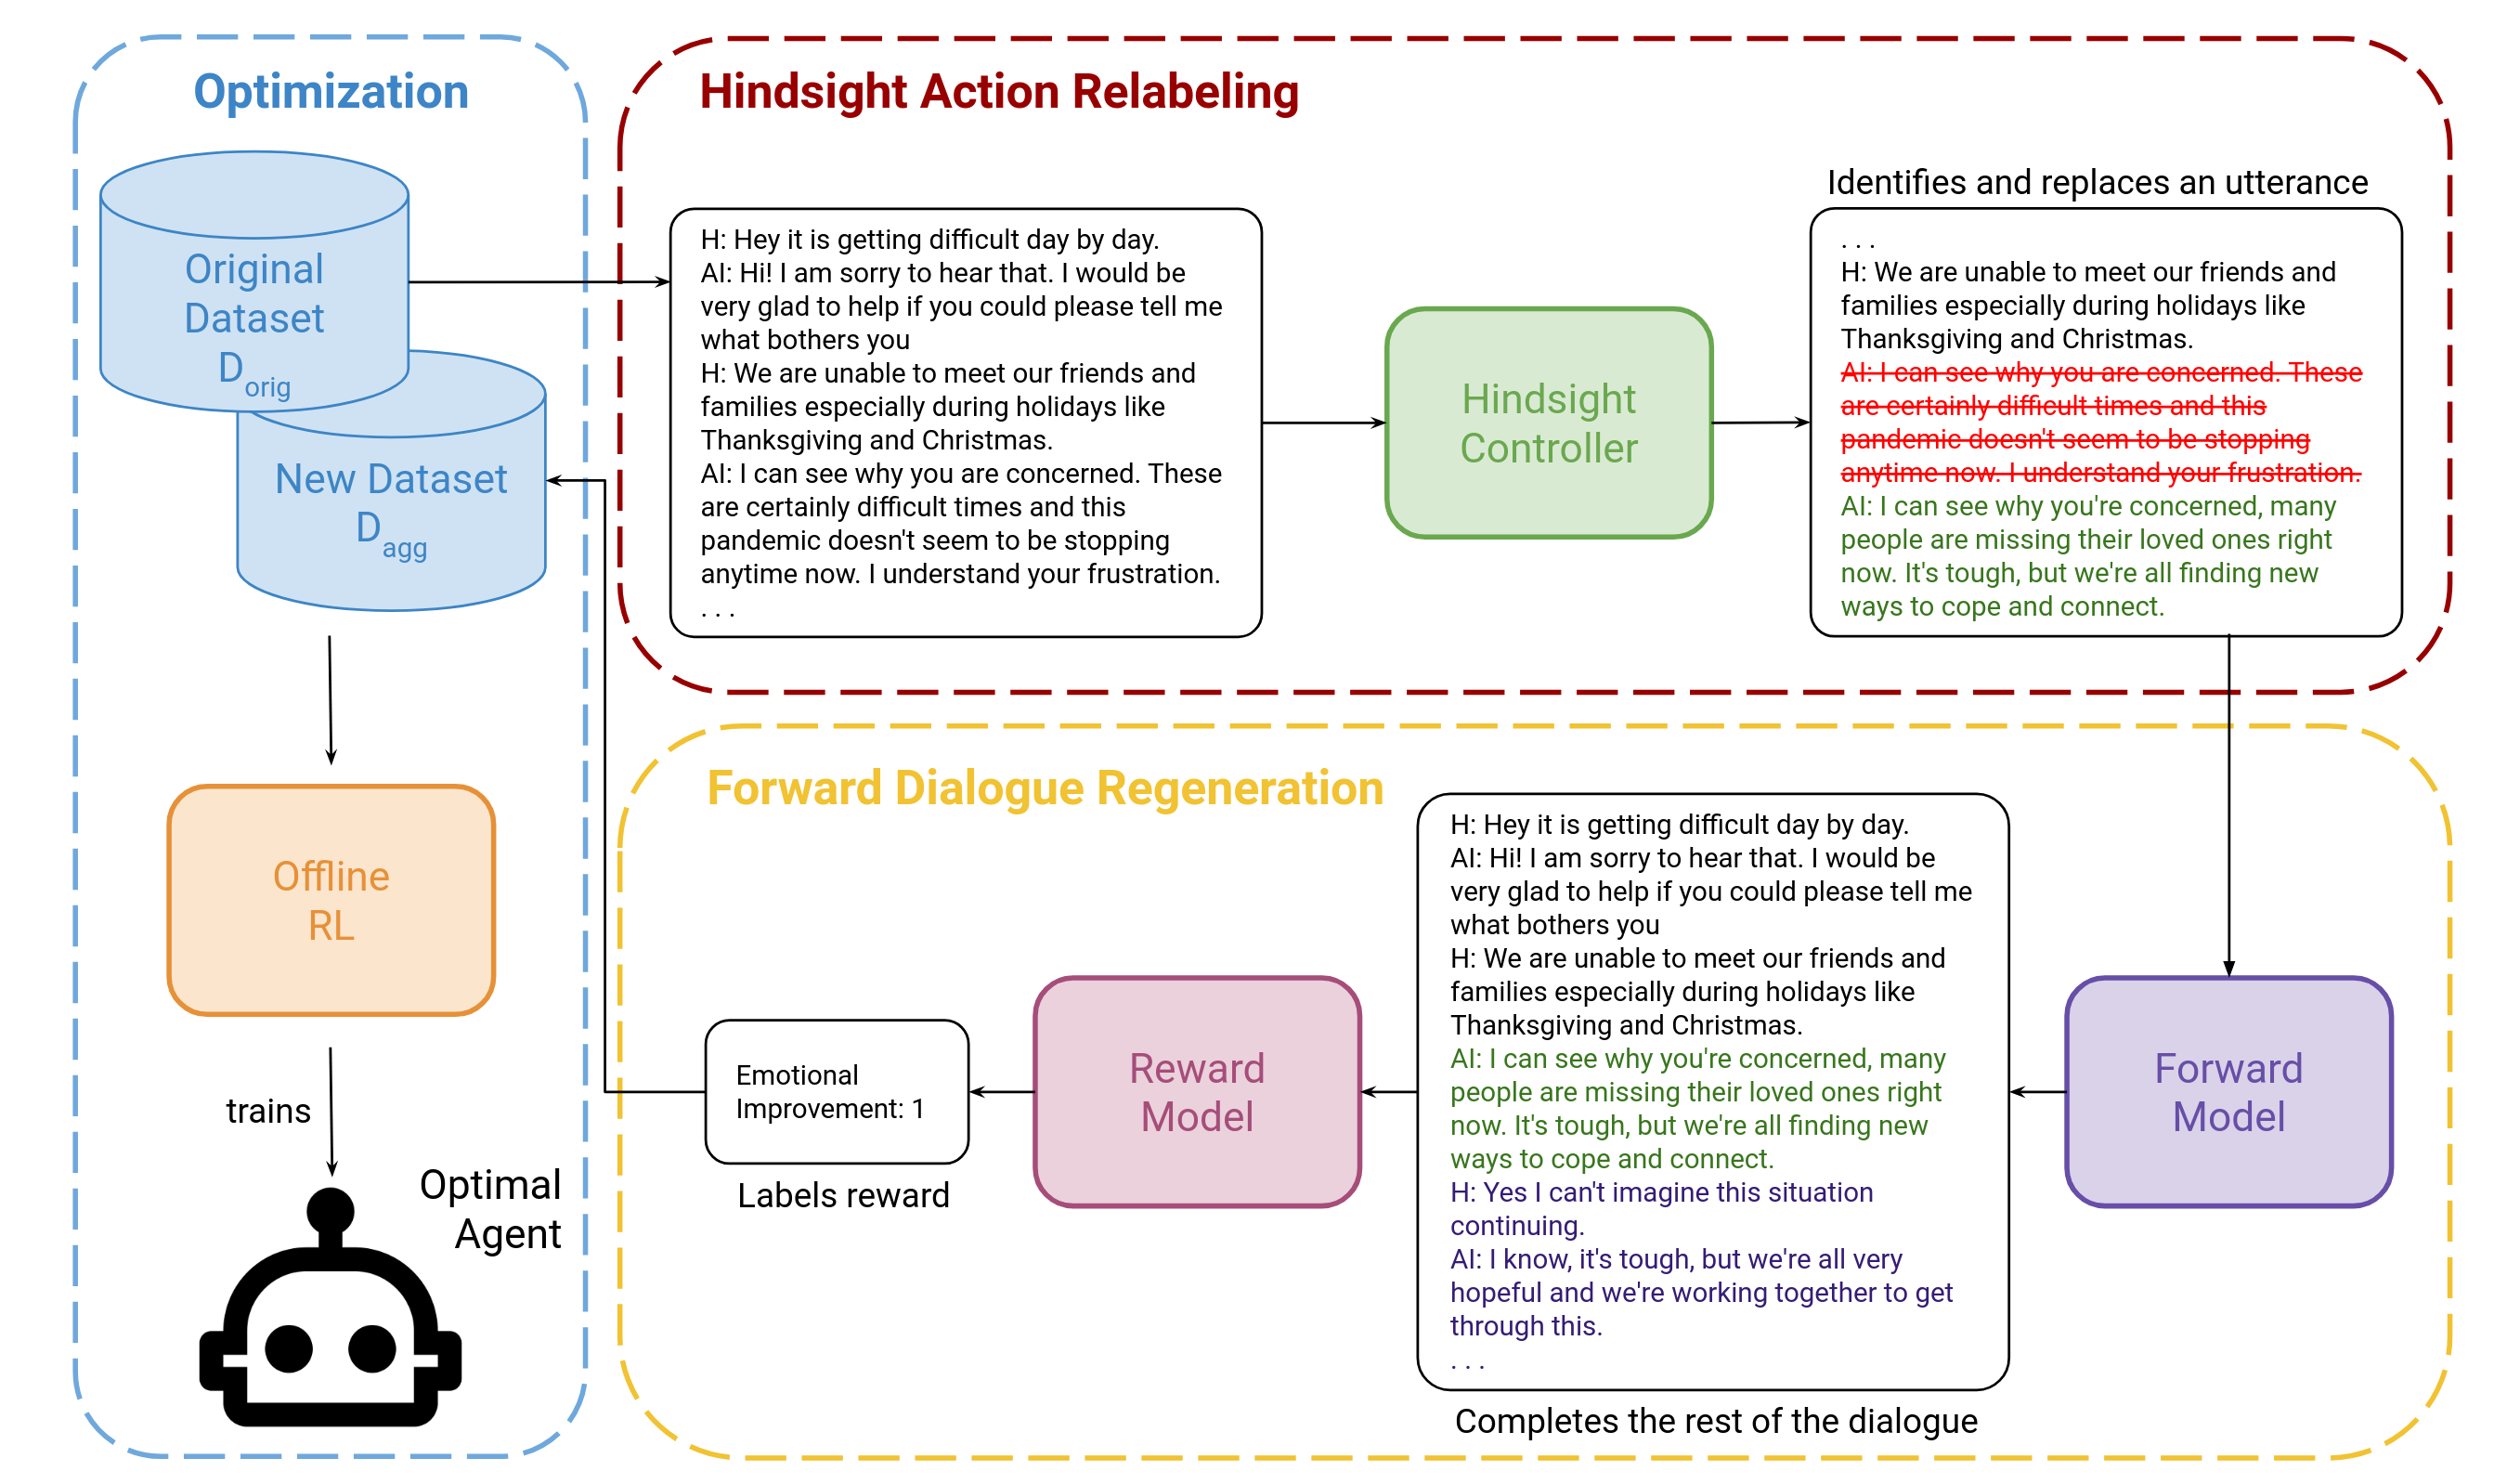 Optimization
Original
Dataset
D_orig
New Dataset
D_agg
Offline
RL
trains
Optimal
Agent
Hindsight Action Relabeling
H: Hey it is getting difficult day by day.
AI: Hi! I am sorry to hear that. I would be
very glad to help if you could please tell me
what bothers you
H: We are unable to meet our friends and
families especially during holidays like
Thanksgiving and Christmas.
AI: I can see why you are concerned. These
are certainly difficult times and this
pandemic doesn't seem to be stopping
anytime now. I understand your frustration.
. . .
Hindsight
Controller
Identifies and replaces an utterance
. . .
H: We are unable to meet our friends and
families especially during holidays like
Thanksgiving and Christmas.
AI: I can see why you are concerned. These
are certainly difficult times and this
pandemic doesn't seem to be stopping
anytime now. I understand your frustration.
AI: I can see why you're concerned, many
people are missing their loved ones right
now. It's tough, but we're all finding new
ways to cope and connect.
Forward Dialogue Regeneration
Forward
Model
H: Hey it is getting difficult day by day.
AI: Hi! I am sorry to hear that. I would be
very glad to help if you could please tell me
what bothers you
H: We are unable to meet our friends and
families especially during holidays like
Thanksgiving and Christmas.
AI: I can see why you're concerned, many
people are missing their loved ones right
now. It's tough, but we're all finding new
ways to cope and connect.
H: Yes I can't imagine this situation
continuing.
AI: I know, it's tough, but we're all very
hopeful and we're working together to get
through this.
. . .
Completes the rest of the dialogue
Reward
Model
Emotional
Improvement: 1
Labels reward